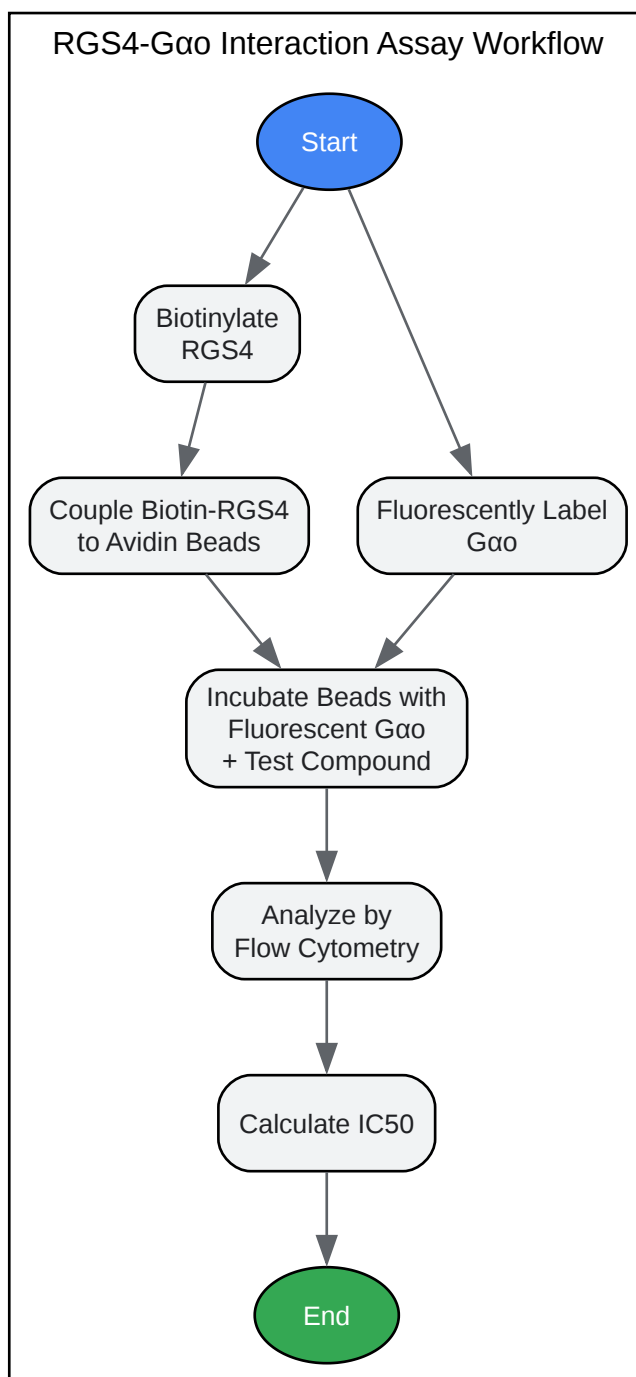 RGS4-Gαo Interaction Assay Workflow
Start
Biotinylate
RGS4
Couple Biotin-RGS4
to Avidin Beads
Fluorescently Label
Gαo
Incubate Beads with
Fluorescent Gαo
+ Test Compound
Analyze by
Flow Cytometry
Calculate IC50
End